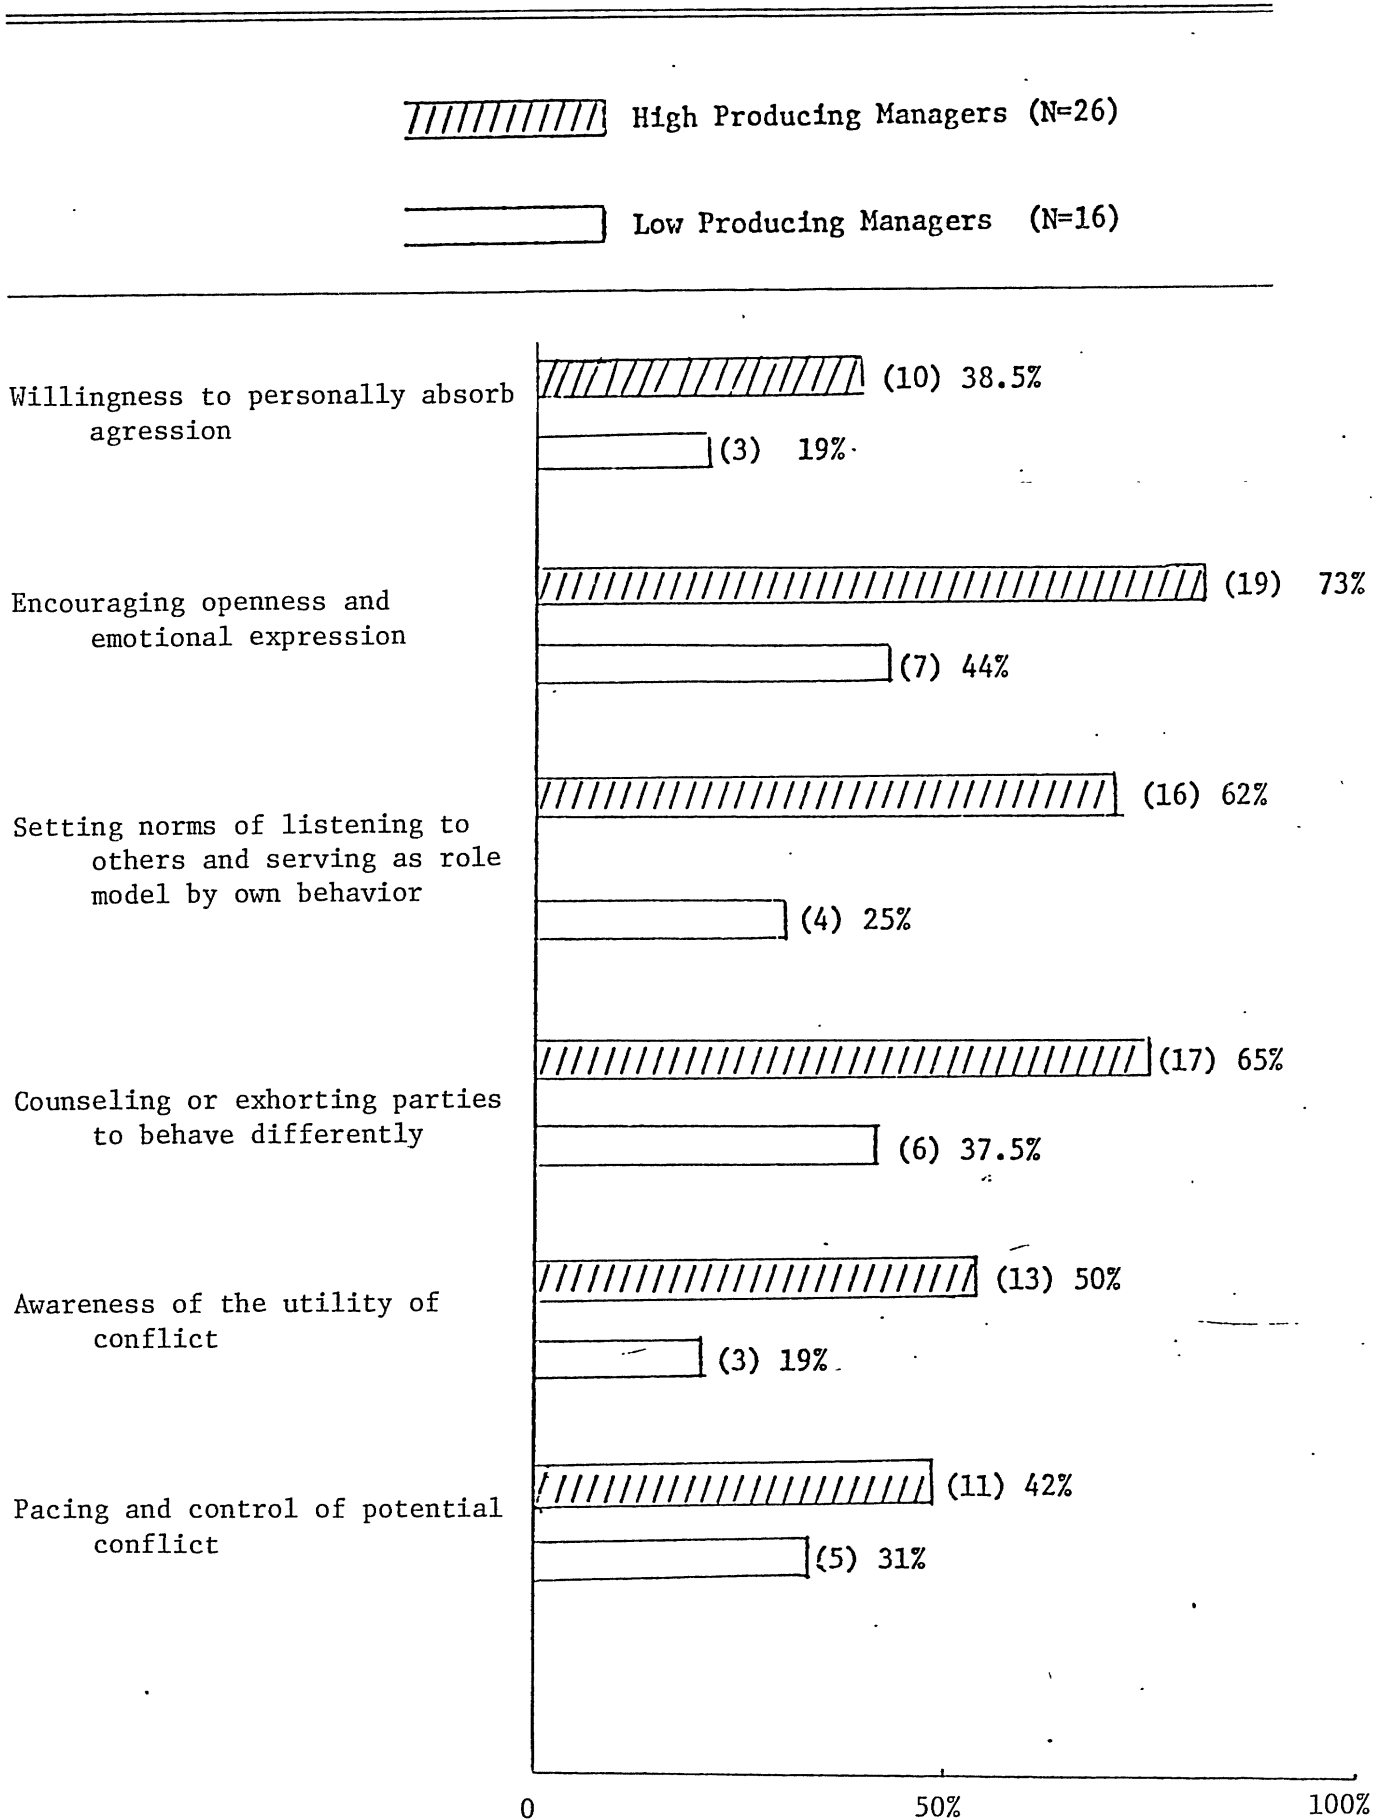 High Producing Managers (N=26)
Low Producing Managers (N=16)
Willingness to personally absorb
agression
(10) 38.5%
(3) 19%
Encouraging openness and
emotional expression
(19) 73%
(7) 44%
Setting norms of listening to
others and serving as role
model by own behavior
(16) 62%
(4) 25%
Counseling or exhorting parties
to behave differently
(17) 65%
(6) 37.5%
Awareness of the utility of
conflict
(13) 50%
(3) 19%
Pacing and control of potential
conflict
(11) 42%
(5) 31%
0 50% 100%